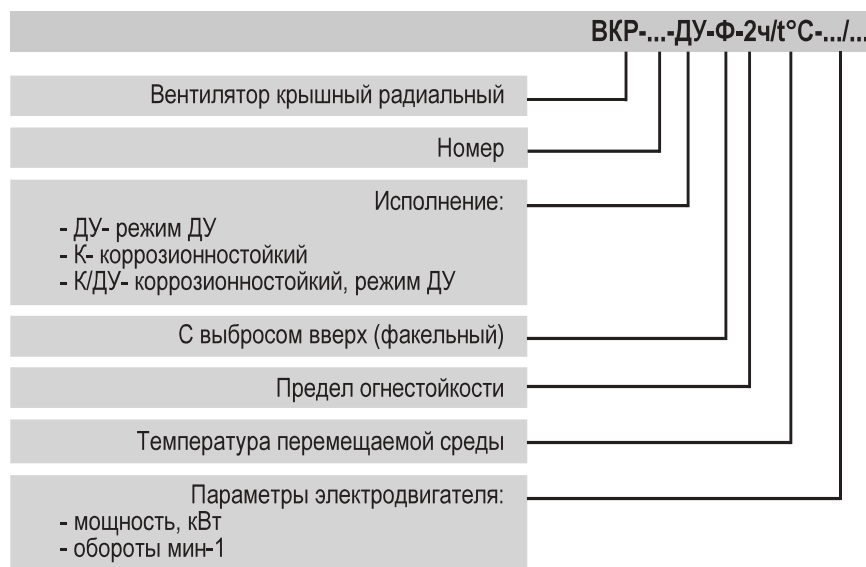 ВКР-...-ДУ-Ф-2ч/t°C-.../...
Вентилятор крышный радиальный
Номер
Исполнение:
- ДУ- режим ДУ
- К- коррозионностойкий
- К/ДУ- коррозионностойкий, режим ДУ
С выбросом вверх (факельный)
Предел огнестойкости
Температура перемещаемой среды
Параметры электродвигателя:
- мощность, кВт
- обороты мин-1